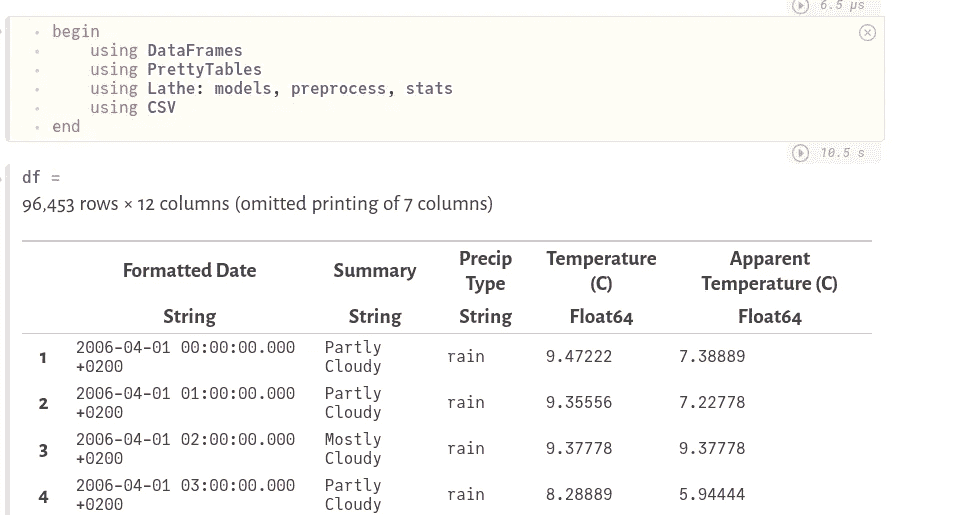 6.5 μs
begin
using DataFrames
using PrettyTables
using Lathe: models, preprocess, stats
using CSV
end
10.5 s
df =
96,453 rows × 12 columns (omitted printing of 7 columns)
Formatted Date Summary Precip Type Temperature (C) Apparent Temperature (C)
String String String Float64 Float64
1 2006-04-01 00:00:00.000 +0200 Partly Cloudy rain 9.47222 7.38889
2 2006-04-01 01:00:00.000 +0200 Partly Cloudy rain 9.35556 7.22778
3 2006-04-01 02:00:00.000 +0200 Mostly Cloudy rain 9.37778 9.37778
4 2006-04-01 03:00:00.000 +0200 Partly Cloudy rain 8.28889 5.94444